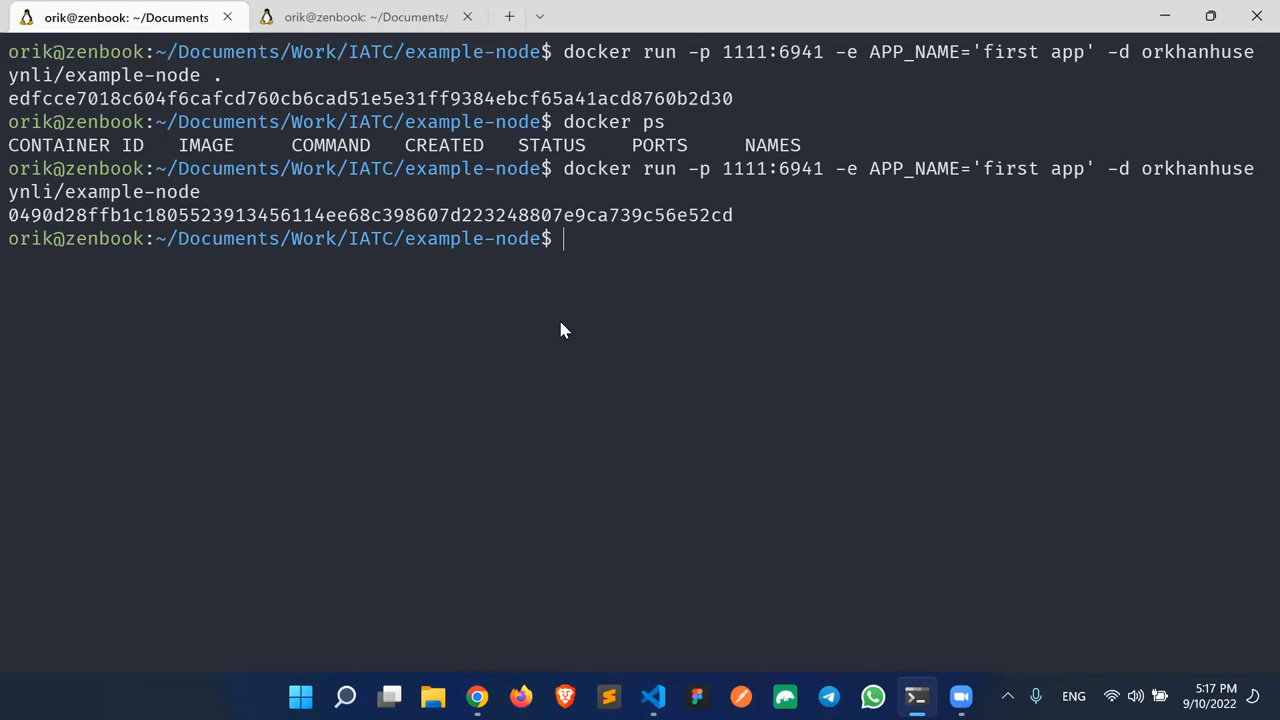 orik@zenbook: ~/Documents
orik@zenbook: ~/Documents/
orik@zenbook:~/Documents/Work/IATC/example-node$ docker run -p 1111:6941 -e APP_NAME='first app' -d orkhanhuse
ynli/example-node .
edfcce7018c604f6cafcd760cb6cad51e5e31ff9384ebcf65a41acd8760b2d30
orik@zenbook:~/Documents/Work/IATC/example-node$ docker ps
CONTAINER ID   IMAGE     COMMAND   CREATED   STATUS    PORTS     NAMES
orik@zenbook:~/Documents/Work/IATC/example-node$ docker run -p 1111:6941 -e APP_NAME='first app' -d orkhanhuse
ynli/example-node
0490d28ffb1c1805523913456114ee68c398607d223248807e9ca739c56e52cd
orik@zenbook:~/Documents/Work/IATC/example-node$
ENG
5:17 PM
9/10/2022